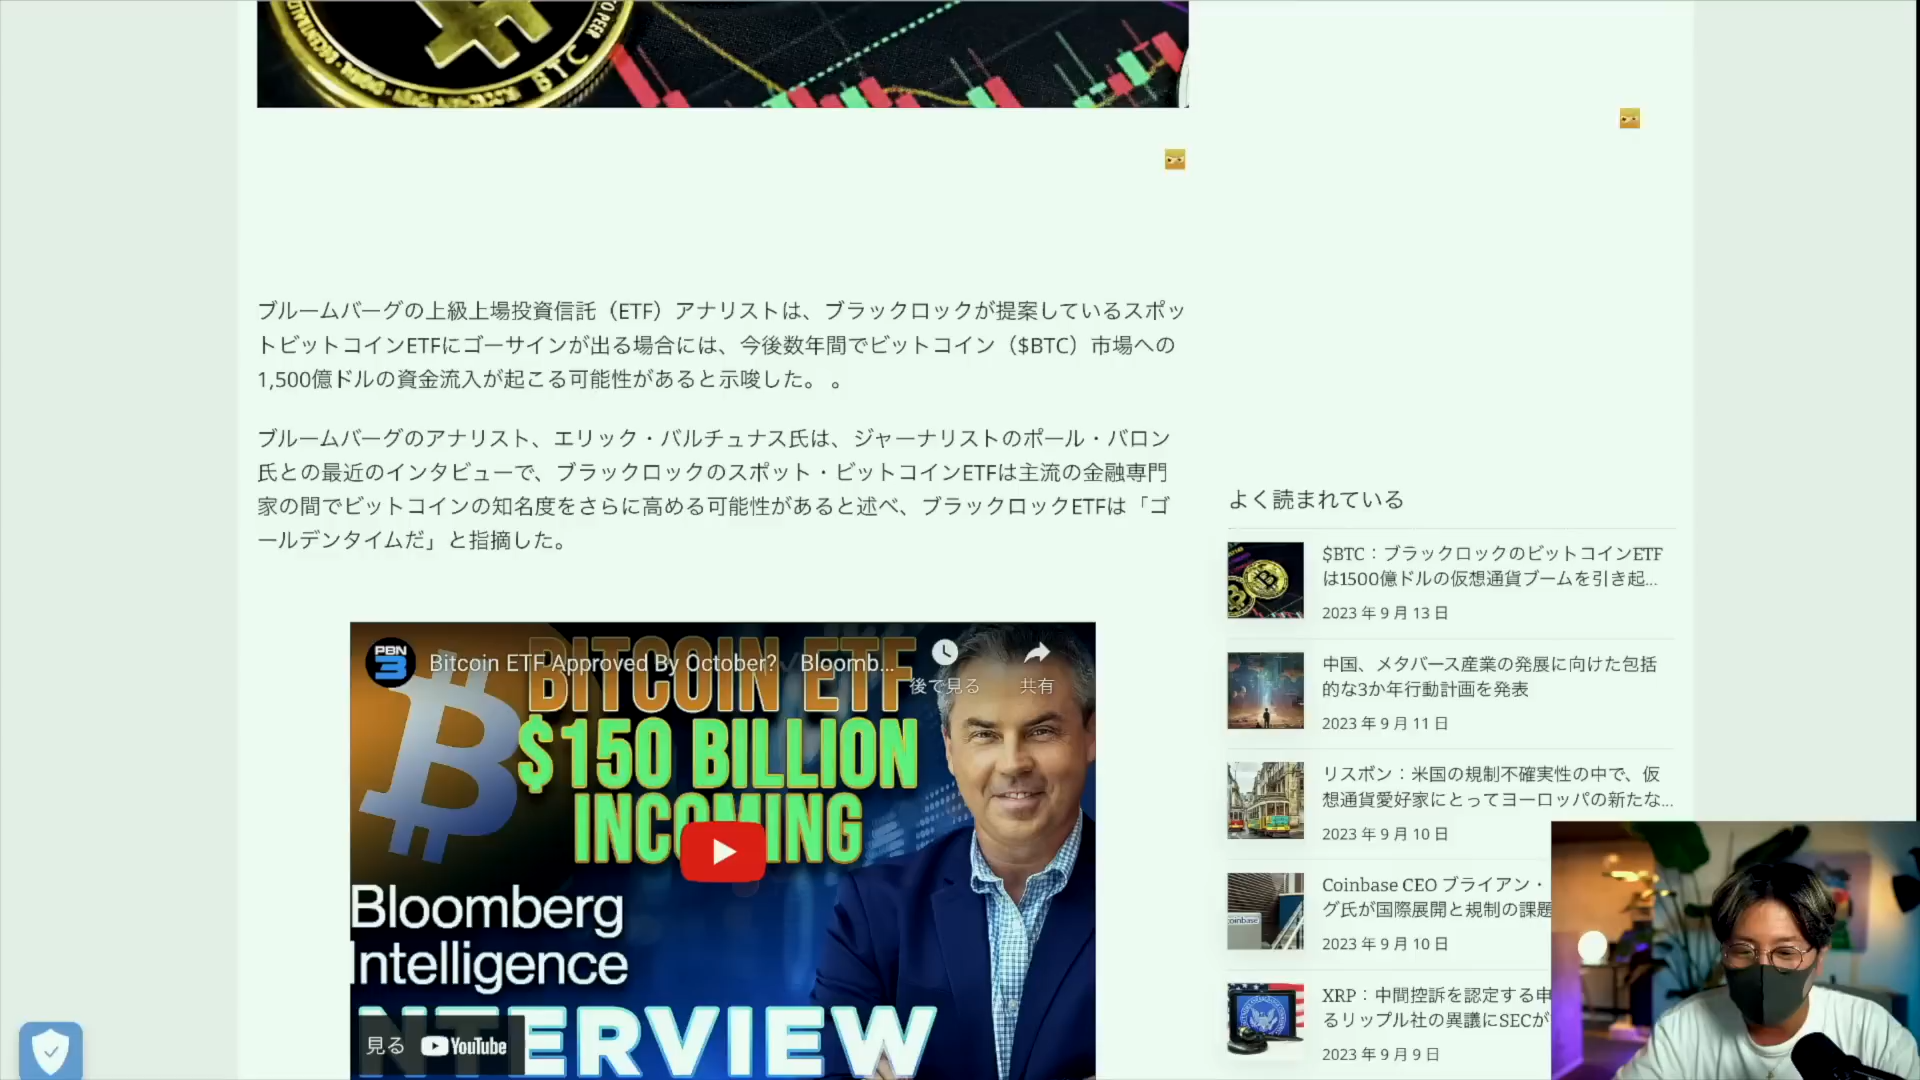 BTC
ブルームバーグの上級上場投資信託（ETF）アナリストは、ブラックロックが提案しているスポッ
トビットコインETFにゴーサインが出る場合には、今後数年間でビットコイン（$BTC）市場への
1,500億ドルの資金流入が起こる可能性があると示唆した。 。
ブルームバーグのアナリスト、エリック・バルチュナス氏は、ジャーナリストのポール・バロン
氏との最近のインタビューで、ブラックロックのスポット・ビットコインETFは主流の金融専門
家の間でビットコインの知名度をさらに高める可能性があると述べ、ブラックロックETFは「ゴ
ールデンタイムだ」と指摘した。
PBN
3
Bitcoin ETF Approved By October? Bloomb...
後で見る
共有
BITCOIN ETF
$150 BILLION
INCOMING
Bloomberg
Intelligence
INTERVIEW
見る YouTube
よく読まれている
$BTC：ブラックロックのビットコインETF
は1500億ドルの仮想通貨ブームを引き起...
2023 年 9 月 13 日
中国、メタバース産業の発展に向けた包括
的な3か年行動計画を発表
2023 年 9 月 11 日
リスボン：米国の規制不確実性の中で、仮
想通貨愛好家にとってヨーロッパの新たな...
2023 年 9 月 10 日
coinbase
Coinbase CEO ブライアン・
グ氏が国際展開と規制の課題
2023 年 9 月 10 日
XRP：中間控訴を認定する申
るリップル社の異議にSECが
2023 年 9 月 9 日